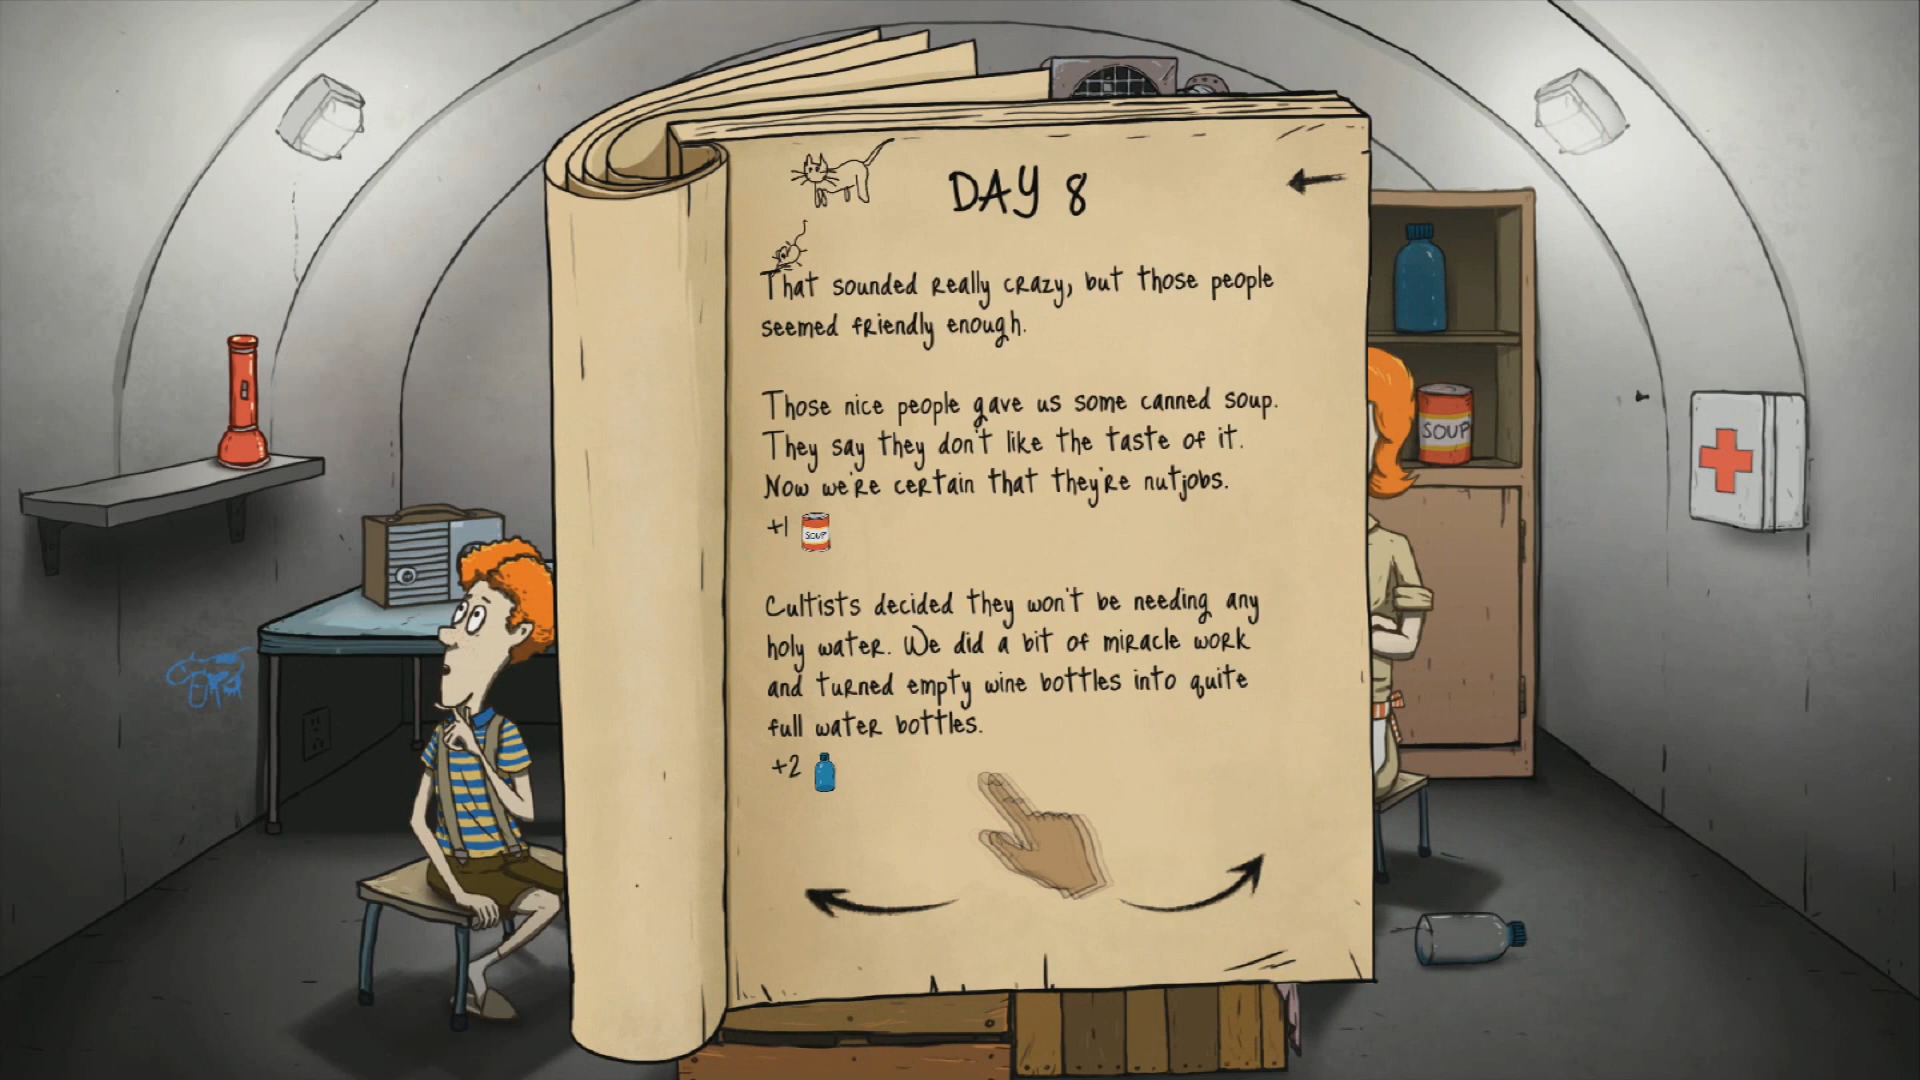 DAY 8
That sounded really crazy, but those people
seemed friendly enough.
Those nice people gave us some canned soup.
They say they don't like the taste of it.
Now we're certain that they're nutjobs.
+1 SOUP
Cultists decided they won't be needing any
holy water. We did a bit of miracle work
and turned empty wine bottles into quite
full water bottles.
+2
SOUP